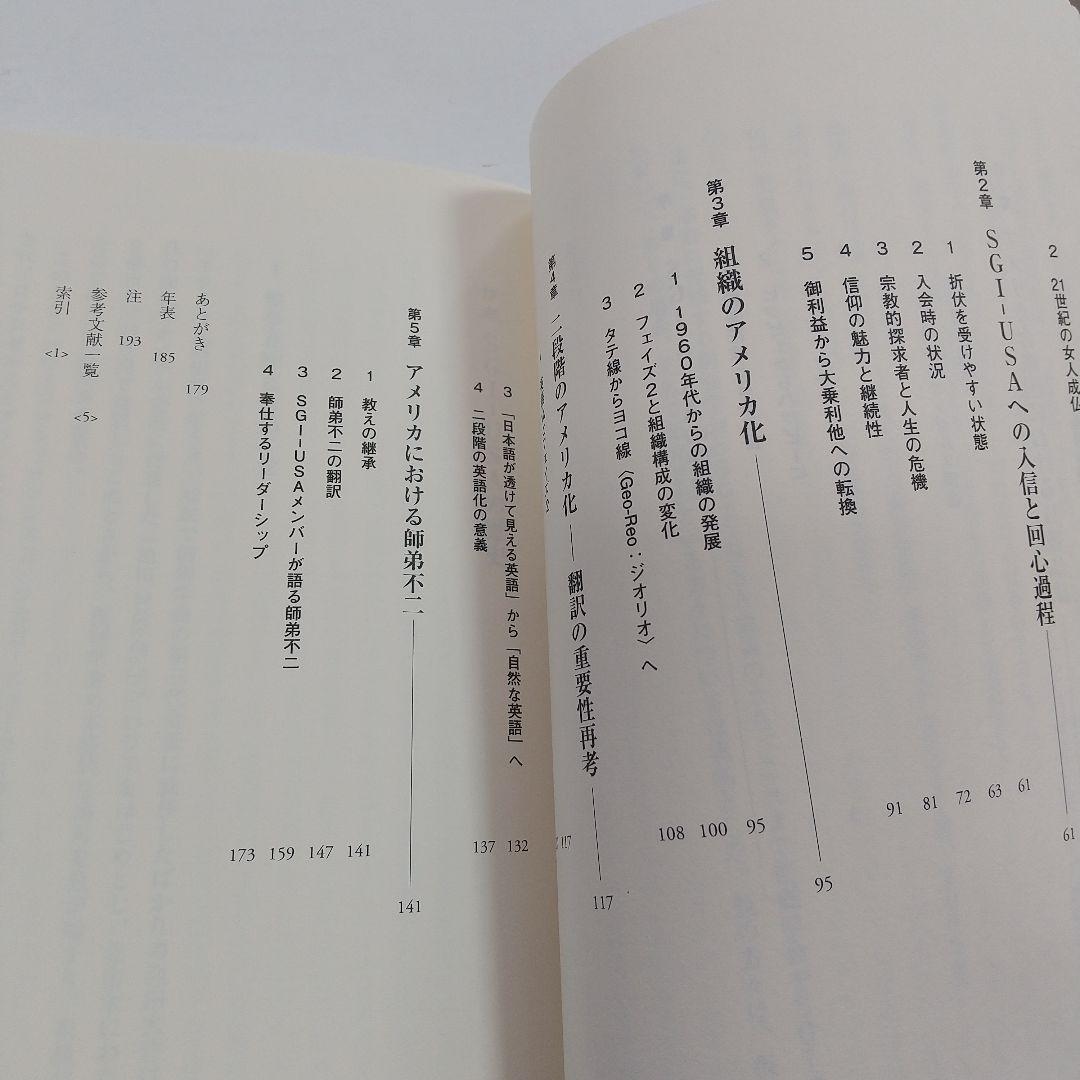 2 21世紀の女人成仏
第2章 SGI-USAへの入信と回心過程 61
1 折伏を受けやすい状態 61
2 入会時の状況 63
3 宗教的探求者と人生の危機 72
4 信仰の魅力と継続性 81
5 御利益から大乗利他への転換 91
第3章 組織のアメリカ化 95
1 1960年代からの組織の発展 95
2 フェイズ2と組織構成の変化 100
3 タテ線からヨコ線〈Geo-Reo:ジオリオ〉へ 108
第4章 二段階のアメリカ化――翻訳の重要性再考 117
117
3 「日本語が透けて見える英語」から「自然な英語」へ 132
4 二段階の英語化の意義 137
第5章 アメリカにおける師弟不二 141
1 教えの継承 141
2 師弟不二の翻訳 147
3 SGI-USAメンバーが語る師弟不二 159
4 奉仕するリーダーシップ 173
あとがき 179
年表 185
注 193
参考文献一覧 <5>
索引 <1>